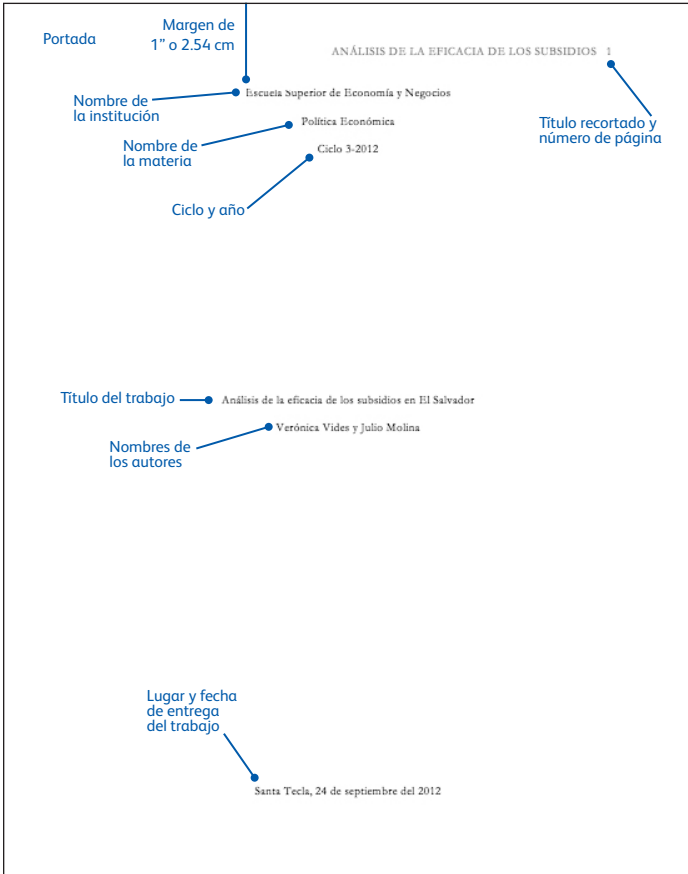 Portada
Margen de
1” o 2.54 cm
ANÁLISIS DE LA EFICACIA DE LOS SUBSIDIOS 1
Nombre de
la institución
Escuela Superior de Economía y Negocios
Política Económica
Título recortado y
número de página
Nombre de
la materia
Ciclo 3-2012
Ciclo y año
Título del trabajo
Análisis de la eficacia de los subsidios en El Salvador
Verónica Vides y Julio Molina
Nombres de
los autores
Lugar y fecha
de entrega
del trabajo
Santa Tecla, 24 de septiembre del 2012